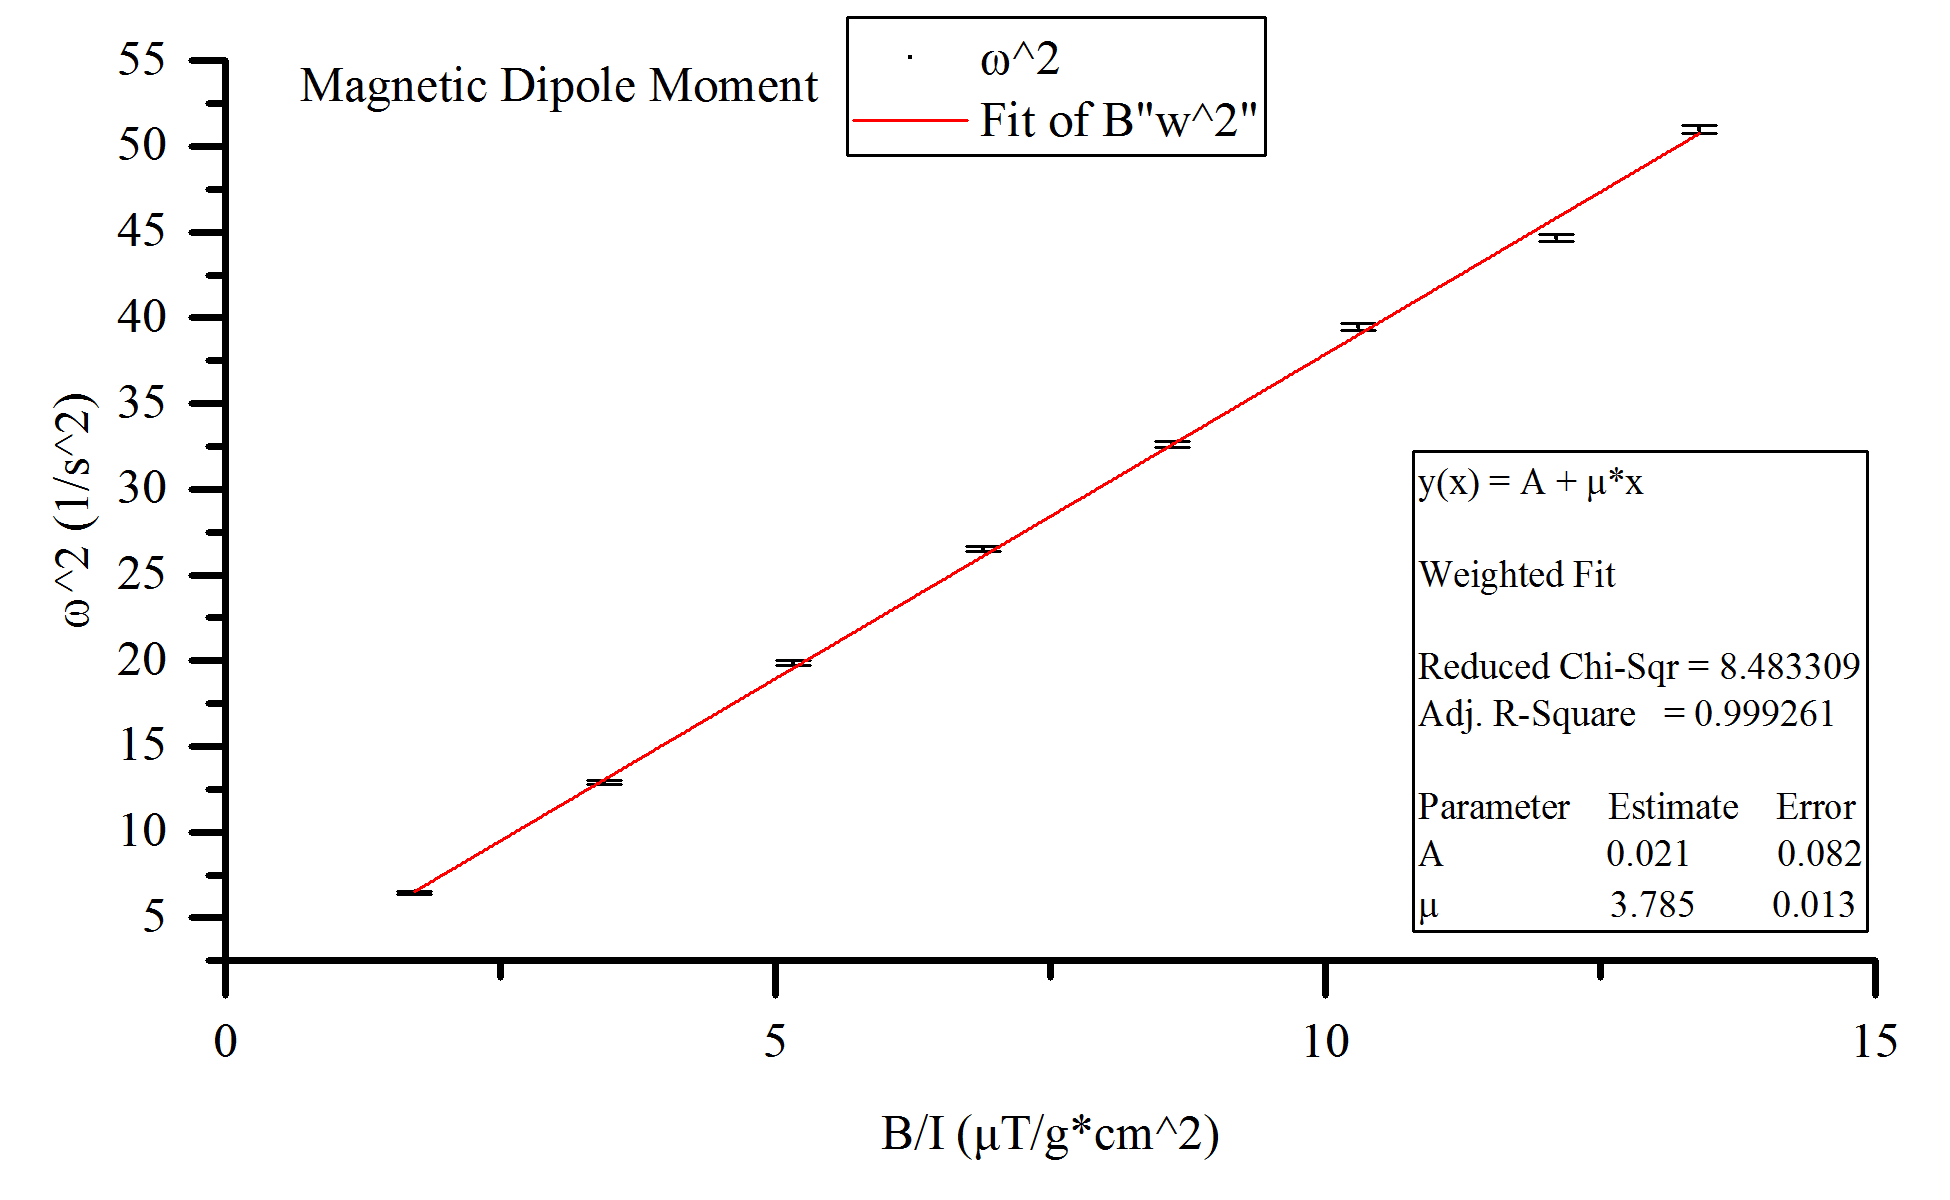 Magnetic Dipole Moment
ω^2
Fit of B"w^2"
55
50
45
40
35
30
25
20
15
10
5
ω^2 (1/s^2)
y(x) = A + μ*x
Weighted Fit
Reduced Chi-Sqr = 8.483309
Adj. R-Square = 0.999261
Parameter Estimate Error
A 0.021 0.082
μ 3.785 0.013
0 5 10 15
B/I (μT/g*cm^2)